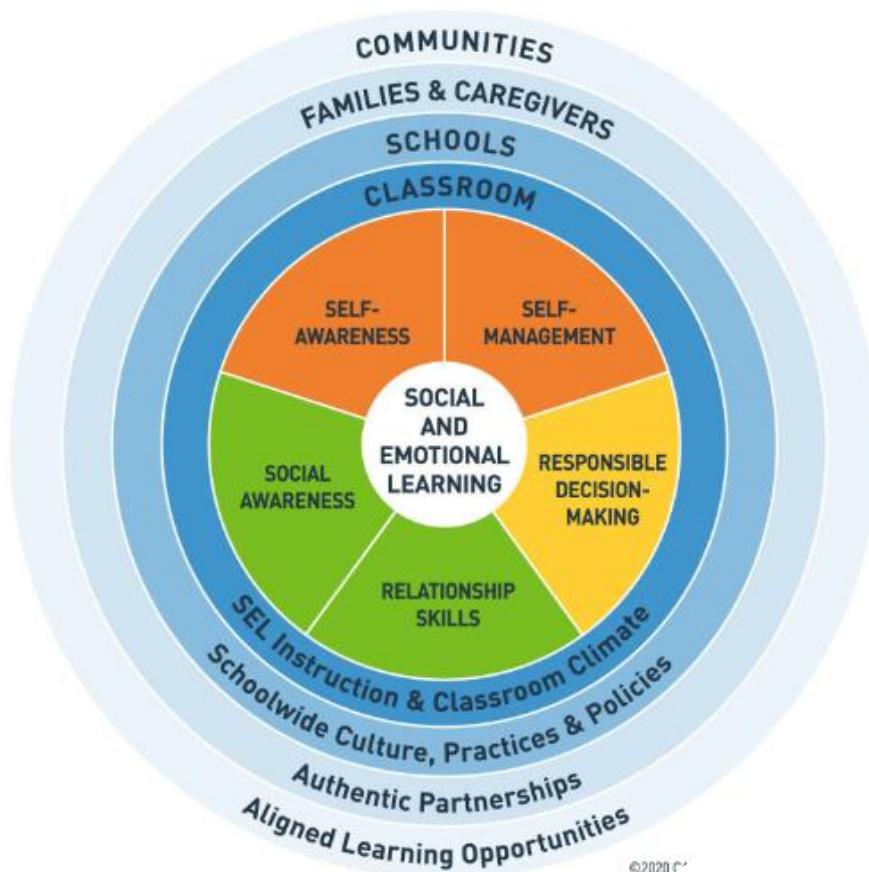 COMMUNITIES
FAMILIES & CAREGIVERS
SCHOOLS
CLASSROOM
SELF-
AWARENESS
SELF-
MANAGEMENT
SOCIAL
AND
EMOTIONAL
LEARNING
SOCIAL
AWARENESS
RESPONSIBLE
DECISION-
MAKING
RELATIONSHIP
SKILLS
SEL Instruction & Classroom Climate
Schoolwide Culture, Practices & Policies
Authentic Partnerships
Aligned Learning Opportunities
©2020